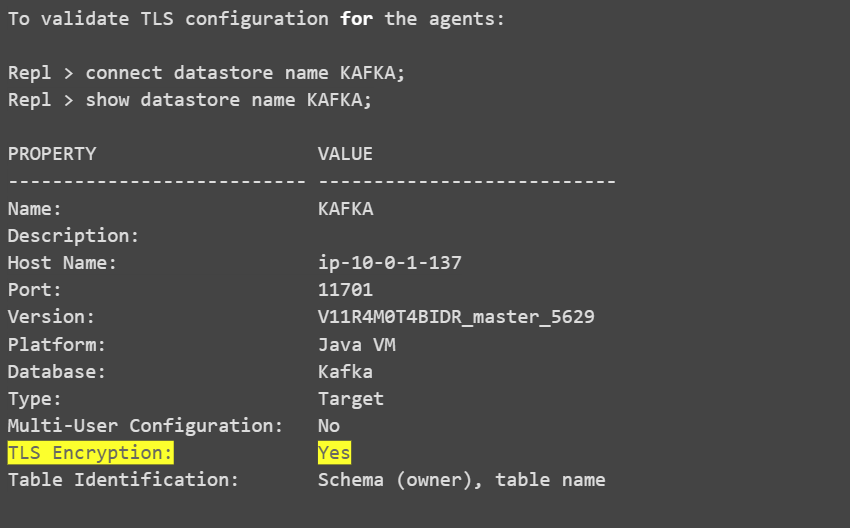 To validate TLS configuration for the agents:
Repl > connect datastore name KAFKA;
Repl > show datastore name KAFKA;
PROPERTY                    VALUE
--------------------------- ---------------------------
Name:                       KAFKA
Description:
Host Name:                  ip-10-0-1-137
Port:                       11701
Version:                    V11R4M0T4BIDR_master_5629
Platform:                   Java VM
Database:                   Kafka
Type:                       Target
Multi-User Configuration:   No
TLS Encryption:             Yes
Table Identification:       Schema (owner), table name